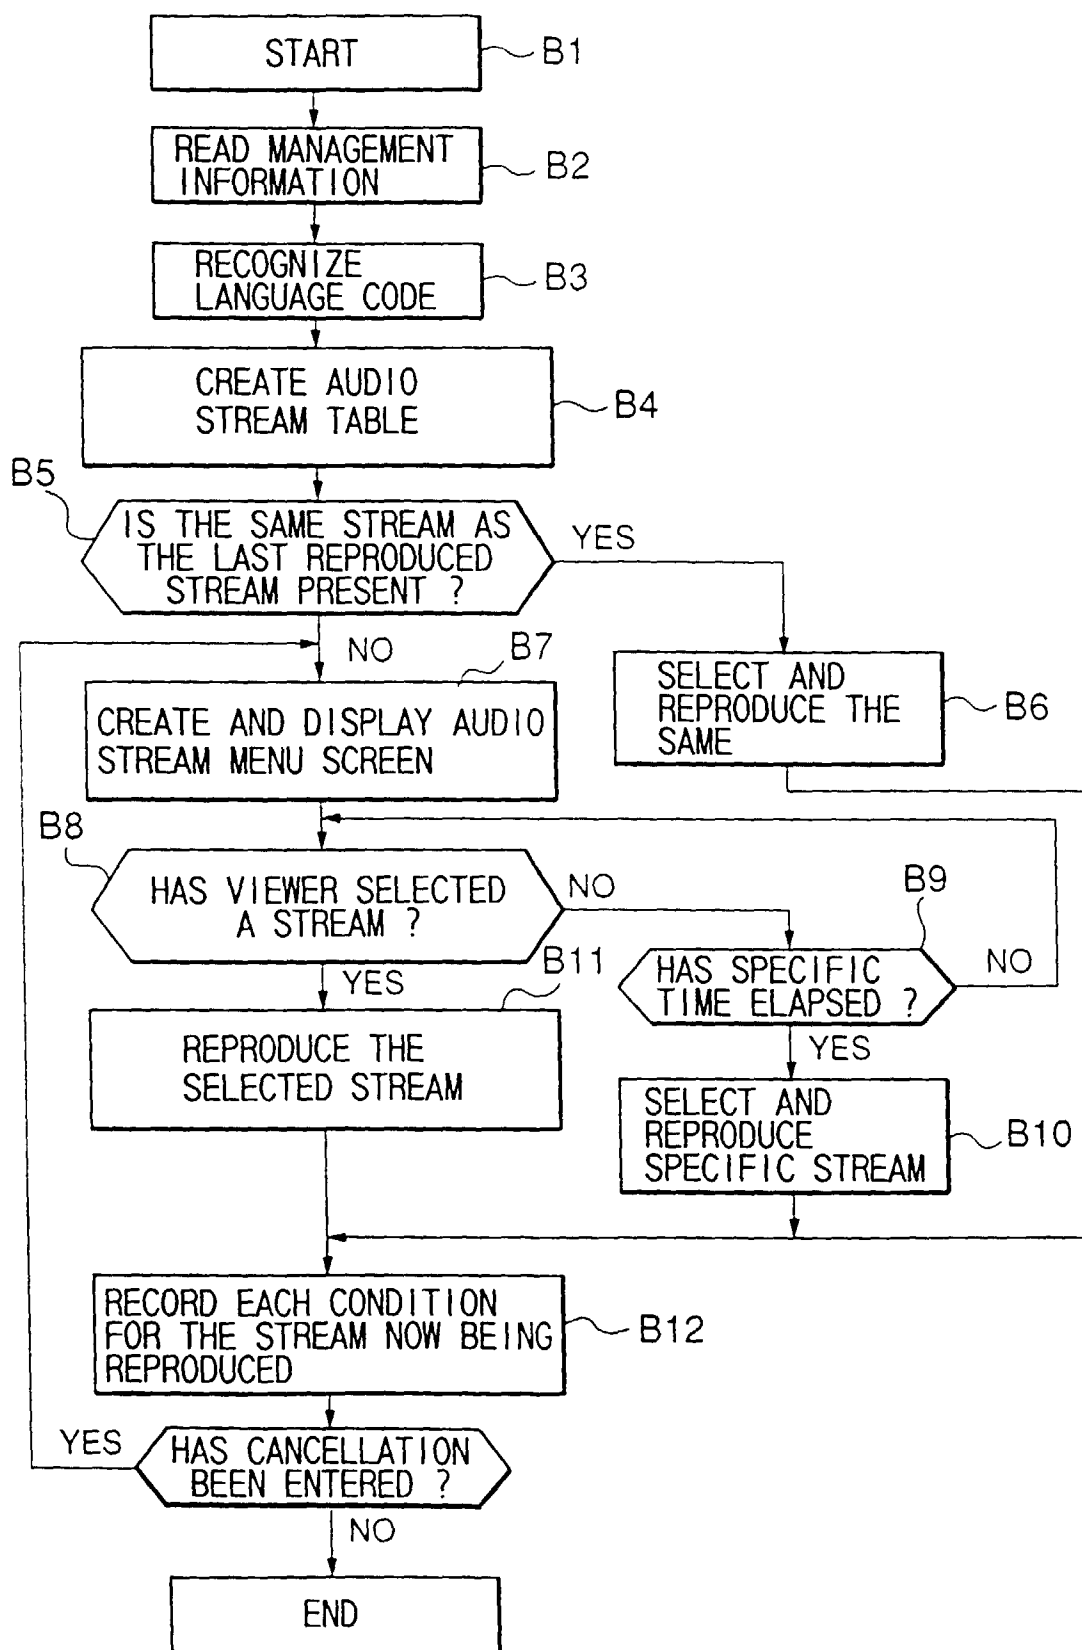 START
B1
READ MANAGEMENT
INFORMATION
B2
RECOGNIZE
LANGUAGE CODE
B3
CREATE AUDIO
STREAM TABLE
B4
B5
IS THE SAME STREAM AS
THE LAST REPRODUCED
STREAM PRESENT ?
YES
NO
SELECT AND
REPRODUCE THE
SAME
B6
B7
CREATE AND DISPLAY AUDIO
STREAM MENU SCREEN
B8
HAS VIEWER SELECTED
A STREAM ?
NO
YES
B9
HAS SPECIFIC
TIME ELAPSED ?
NO
YES
B11
REPRODUCE THE
SELECTED STREAM
SELECT AND
REPRODUCE
SPECIFIC STREAM
B10
RECORD EACH CONDITION
FOR THE STREAM NOW BEING
REPRODUCED
B12
YES
HAS CANCELLATION
BEEN ENTERED ?
NO
END